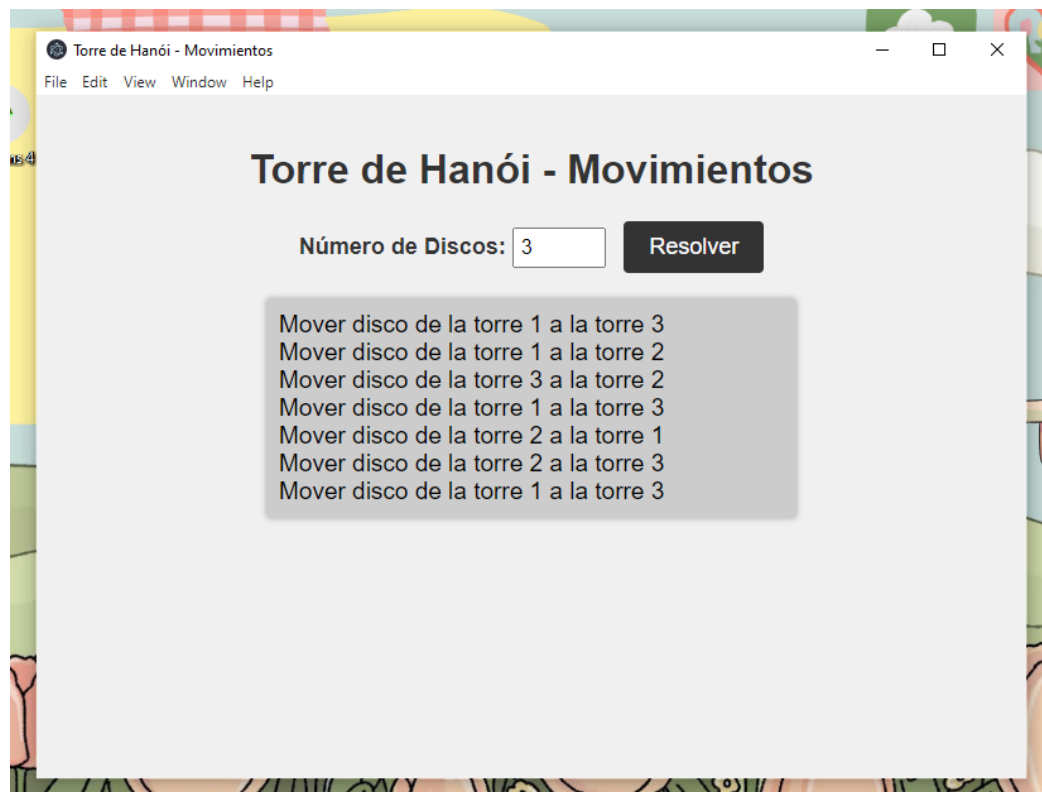 Torre de Hanói - Movimientos
File Edit View Window Help
Torre de Hanói - Movimientos
Número de Discos: 3 Resolver
Mover disco de la torre 1 a la torre 3
Mover disco de la torre 1 a la torre 2
Mover disco de la torre 3 a la torre 2
Mover disco de la torre 1 a la torre 3
Mover disco de la torre 2 a la torre 1
Mover disco de la torre 2 a la torre 3
Mover disco de la torre 1 a la torre 3